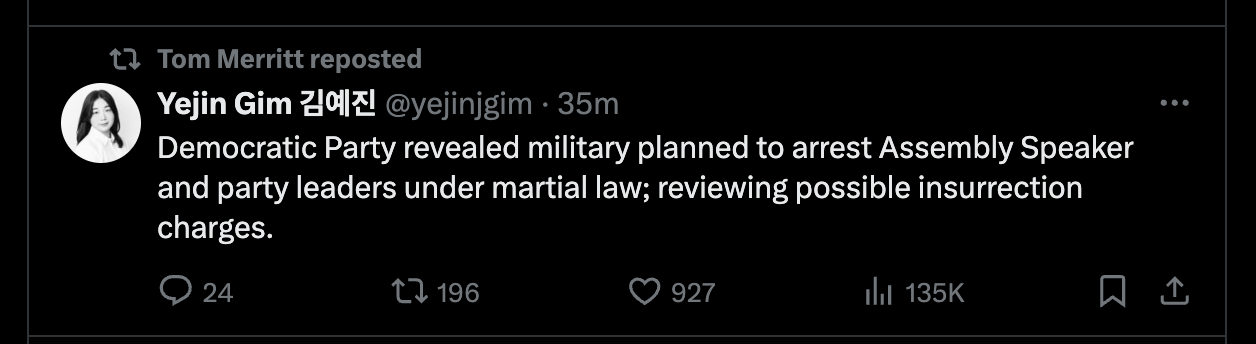 Tom Merritt reposted
Yejin Gim 김예진 @yejinjgim · 35m
Democratic Party revealed military planned to arrest Assembly Speaker
and party leaders under martial law; reviewing possible insurrection
charges.
24 196 927 135K